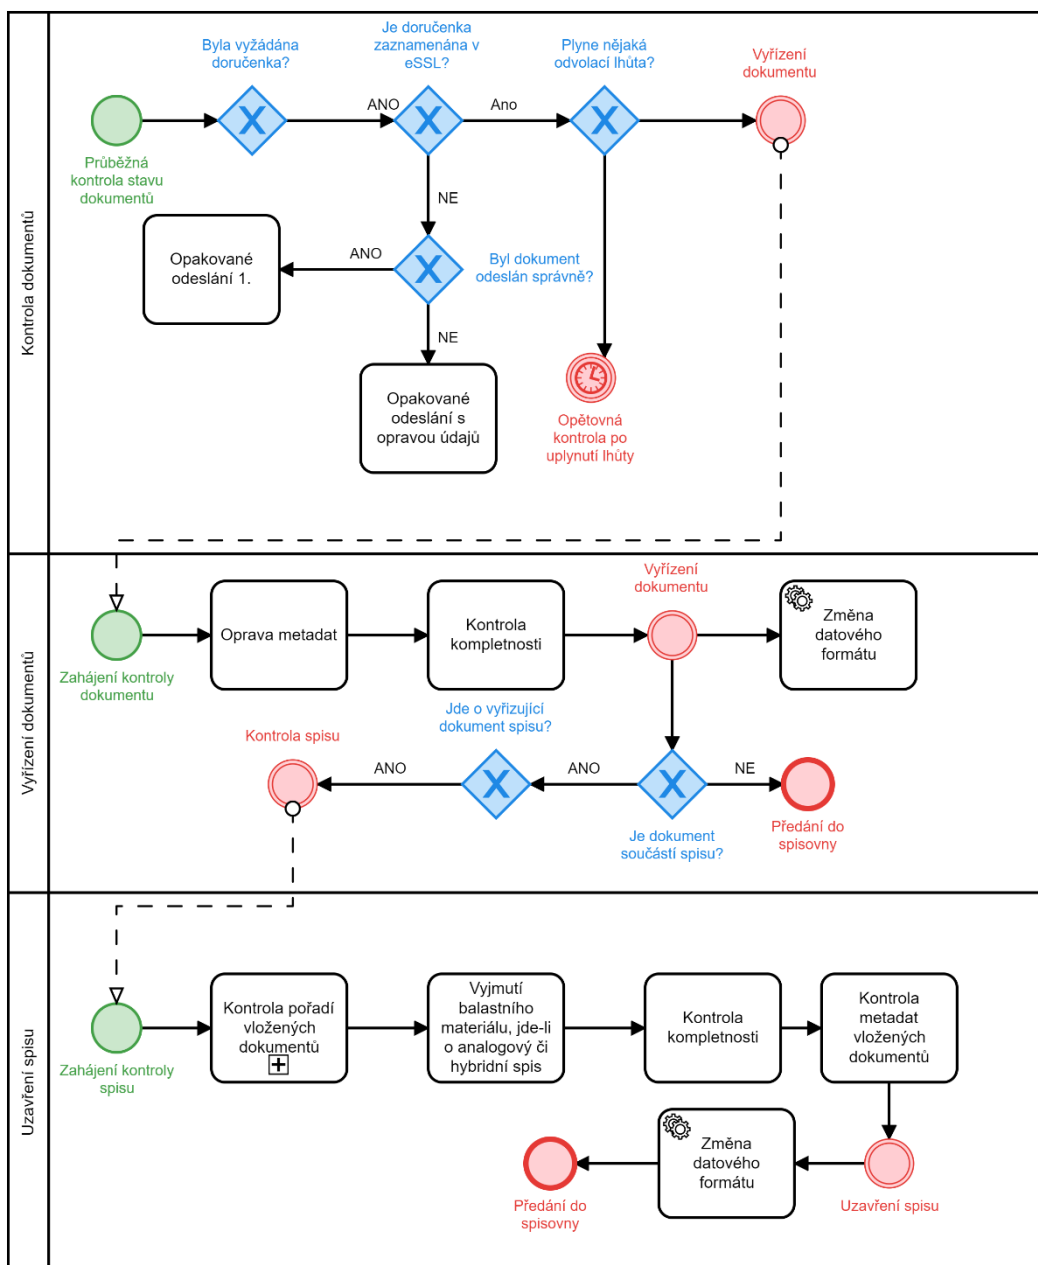 Kontrola dokumentů
Byla vyžádána
doručenka?
Je doručenka
zaznamenána v
eSSL?
Plyne nějaká
odvolací lhůta?
Vyřízení
dokumentu
ANO
Ano
Průběžná
kontrola stavu
dokumentů
NE
Opakované
odeslání 1.
ANO
Byl dokument
odeslán správně?
NE
Opakované
odeslání s
opravou údajů
Opětovná
kontrola po
uplynutí lhůty
Vyřízení dokumentů
Zahájení kontroly
dokumentu
Oprava metadat
Kontrola
kompletnosti
Vyřízení
dokumentu
Změna
datového
formátu
Kontrola spisu
Jde o vyřizující
dokument spisu?
ANO
ANO
NE
Je dokument
součástí spisu?
Předání do
spisovny
Uzavření spisu
Zahájení kontroly
spisu
Kontrola pořadí
vložených
dokumentů
Vyjmutí
balastního
materiálu, jde-li
o analogový či
hybridní spis
Kontrola
kompletnosti
Kontrola
metadat
vložených
dokumentů
Předání do
spisovny
Změna
datového
formátu
Uzavření spisu